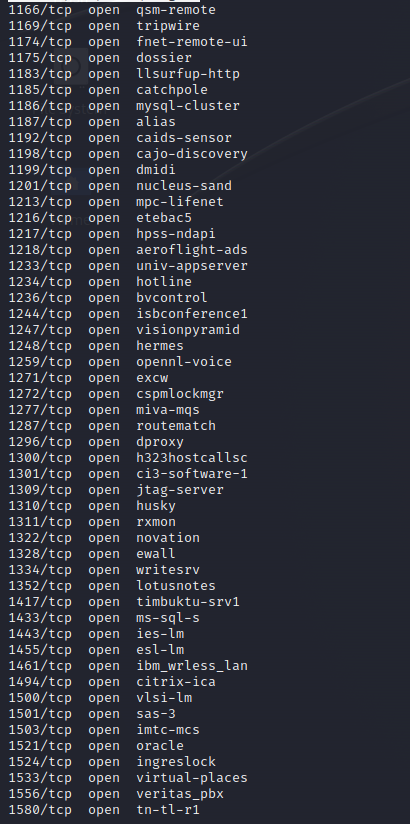 1166/tcp  open  qsm-remote
1169/tcp  open  tripwire
1174/tcp  open  fnet-remote-ui
1175/tcp  open  dossier
1183/tcp  open  llsurfup-http
1185/tcp  open  catchpole
1186/tcp  open  mysql-cluster
1187/tcp  open  alias
1192/tcp  open  caids-sensor
1198/tcp  open  cajo-discovery
1199/tcp  open  dmidi
1201/tcp  open  nucleus-sand
1213/tcp  open  mpc-lifenet
1216/tcp  open  etebac5
1217/tcp  open  hpss-ndapi
1218/tcp  open  aeroflight-ads
1233/tcp  open  univ-appserver
1234/tcp  open  hotline
1236/tcp  open  bvcontrol
1244/tcp  open  isbconference1
1247/tcp  open  visionpyramid
1248/tcp  open  hermes
1259/tcp  open  opennl-voice
1271/tcp  open  excw
1272/tcp  open  cspmlockmgr
1277/tcp  open  miva-mqs
1287/tcp  open  routematch
1296/tcp  open  dproxy
1300/tcp  open  h323hostcallsc
1301/tcp  open  ci3-software-1
1309/tcp  open  jtag-server
1310/tcp  open  husky
1311/tcp  open  rxmon
1322/tcp  open  novation
1328/tcp  open  ewall
1334/tcp  open  writesrv
1352/tcp  open  lotusnotes
1417/tcp  open  timbuktu-srv1
1433/tcp  open  ms-sql-s
1443/tcp  open  ies-lm
1455/tcp  open  esl-lm
1461/tcp  open  ibm_wrless_lan
1494/tcp  open  citrix-ica
1500/tcp  open  vlsi-lm
1501/tcp  open  sas-3
1503/tcp  open  imtc-mcs
1521/tcp  open  oracle
1524/tcp  open  ingreslock
1533/tcp  open  virtual-places
1556/tcp  open  veritas_pbx
1580/tcp  open  tn-tl-r1